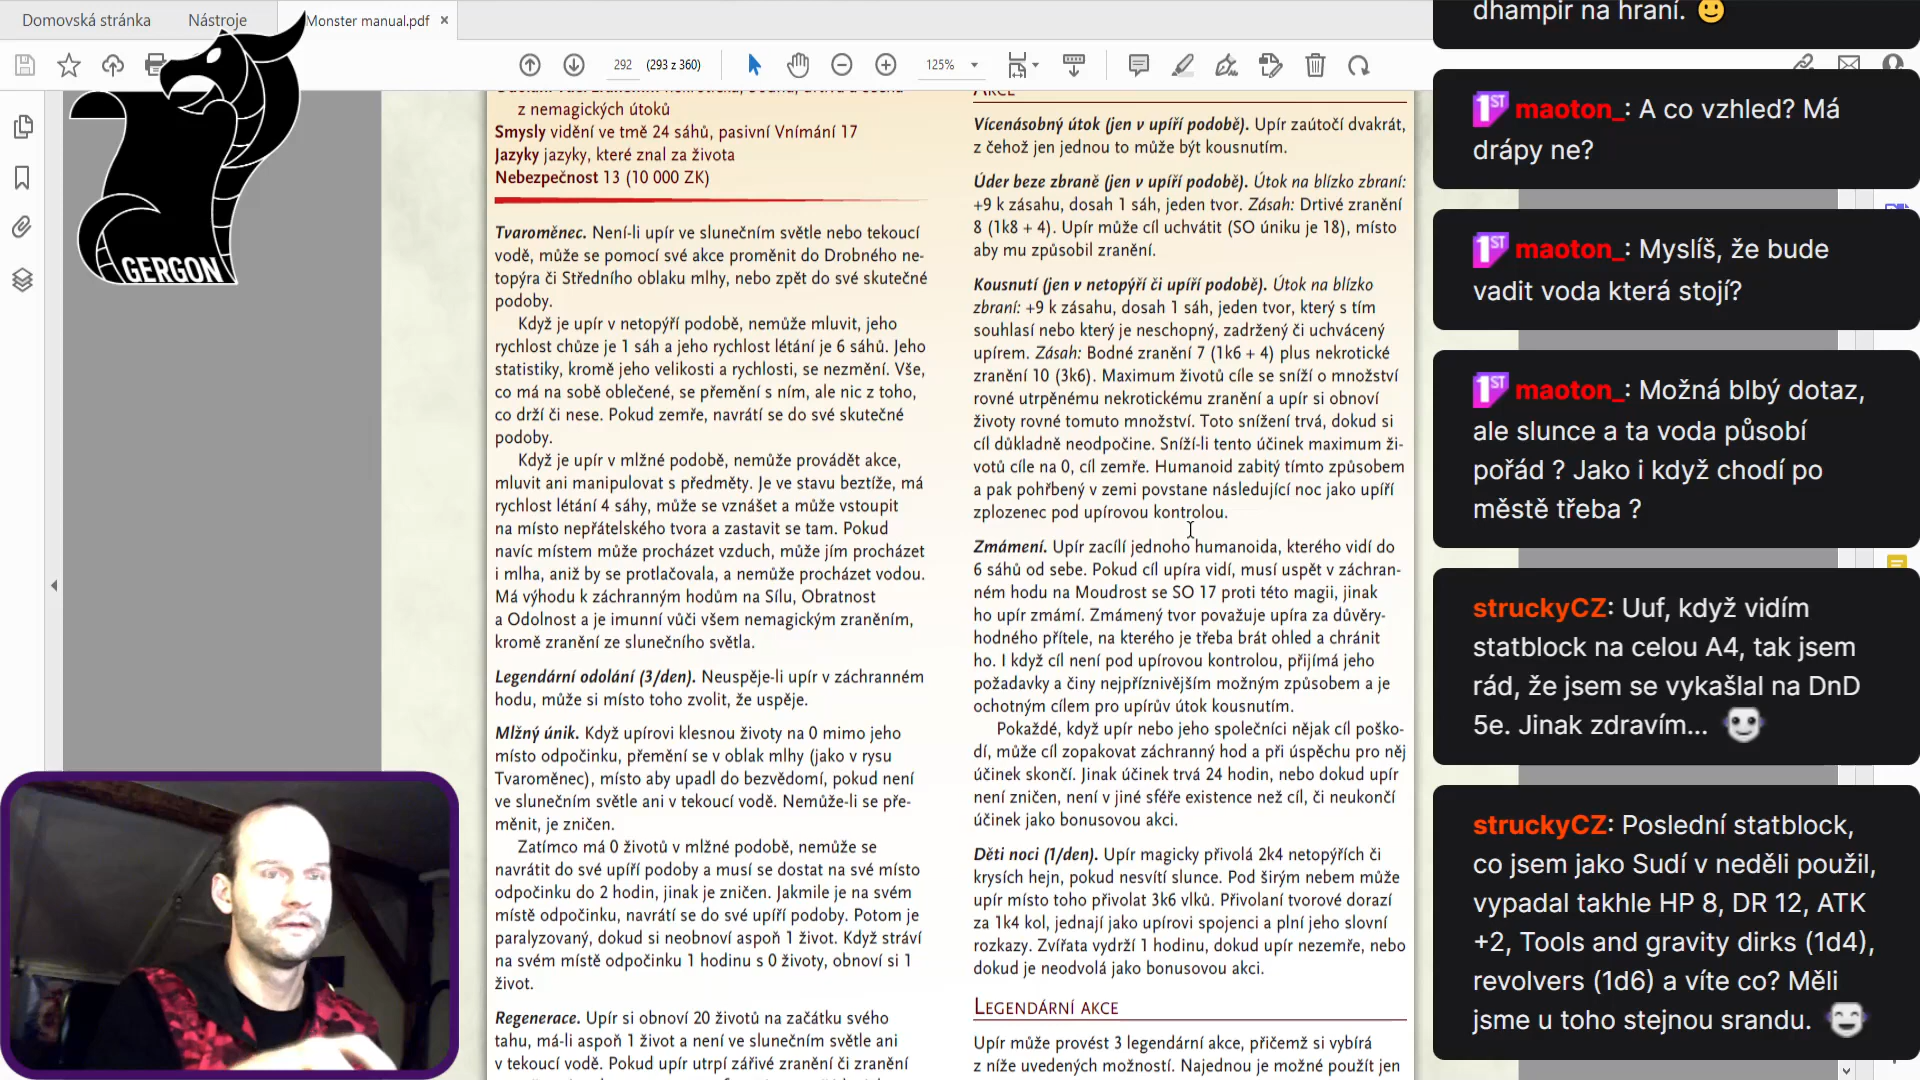 Domovská stránka
Nástroje
Monster manual.pdf
292
(293 z 360)
125%
GERGON
z nemagických útoků
Smysly vidění ve tmě 24 sáhů, pasivní Vnímání 17
Jazyky jazyky, které znal za života
Nebezpečnost 13 (10 000 ZK)
Tvaroměnec. Není-li upír ve slunečním světle nebo tekoucí
vodě, může se pomocí své akce proměnit do Drobného ne-
topýra či Středního oblaku mlhy, nebo zpět do své skutečné
podoby.
Když je upír v netopýří podobě, nemůže mluvit, jeho
rychlost chůze je 1 sáh a jeho rychlost létání je 6 sáhů. Jeho
statistiky, kromě jeho velikosti a rychlosti, se nezmění. Vše,
co má na sobě oblečené, se přemění s ním, ale nic z toho,
co drží či nese. Pokud zemře, navrátí se do své skutečné
podoby.
Když je upír v mlžné podobě, nemůže provádět akce,
mluvit ani manipulovat s předměty. Je ve stavu beztíže, má
rychlost létání 4 sáhy, může se vznášet a může vstoupit
na místo nepřátelského tvora a zastavit se tam. Pokud
navíc místem může procházet vzduch, může jím procházet
i mlha, aniž by se protlačovala, a nemůže procházet vodou.
Má výhodu k záchranným hodům na Sílu, Obratnost
a Odolnost a je imunní vůči všem nemagickým zraněním,
kromě zranění ze slunečního světla.
Legendární odolání (3/den). Neuspěje-li upír v záchranném
hodu, může si místo toho zvolit, že uspěje.
Mlžný únik. Když upírovi klesnou životy na 0 mimo jeho
místo odpočinku, přemění se v oblak mlhy (jako v rysu
Tvaroměnec), místo aby upadl do bezvědomí, pokud není
ve slunečním světle ani v tekoucí vodě. Nemůže-li se pře-
měnit, je zničen.
Zatímco má 0 životů v mlžné podobě, nemůže se
navrátit do své upíří podoby a musí se dostat na své místo
odpočinku do 2 hodin, jinak je zničen. Jakmile je na svém
místě odpočinku, navrátí se do své upíří podoby. Potom je
paralyzovaný, dokud si neobnoví aspoň 1 život. Když stráví
na svém místě odpočinku 1 hodinu s 0 životy, obnoví si 1
život.
Regenerace. Upír si obnoví 20 životů na začátku svého
tahu, má-li aspoň 1 život a není ve slunečním světle ani
v tekoucí vodě. Pokud upír utrpí zářivé zranění či zranění
Akce
Vícenásobný útok (jen v upíří podobě). Upír zaútočí dvakrát,
z čehož jen jednou to může být kousnutím.
Úder beze zbraně (jen v upíří podobě). Útok na blízko zbraní:
+9 k zásahu, dosah 1 sáh, jeden tvor. Zásah: Drtivé zranění
8 (1k8 + 4). Upír může cíl uchvátit (SO úniku je 18), místo
aby mu způsobil zranění.
Kousnutí (jen v netopýří či upíří podobě). Útok na blízko
zbraní: +9 k zásahu, dosah 1 sáh, jeden tvor, který s tím
souhlasí nebo který je neschopný, zadržený či uchvácený
upírem. Zásah: Bodné zranění 7 (1k6 + 4) plus nekrotické
zranění 10 (3k6). Maximum životů cíle se sníží o množství
rovné utrpěnému nekrotickému zranění a upír si obnoví
životy rovné tomuto množství. Toto snížení trvá, dokud si
cíl důkladně neodpočine. Sníží-li tento účinek maximum ži-
votů cíle na 0, cíl zemře. Humanoid zabitý tímto způsobem
a pak pohřbený v zemi povstane následující noc jako upíří
zplozenec pod upírovou kontrolou.
Zmámení. Upír zacílí jednoho humanoida, kterého vidí do
6 sáhů od sebe. Pokud cíl upíra vidí, musí uspět v záchran-
ném hodu na Moudrost se SO 17 proti této magii, jinak
ho upír zmámí. Zmámený tvor považuje upíra za důvěry-
hodného přítele, na kterého je třeba brát ohled a chránit
ho. I když cíl není pod upírovou kontrolou, přijímá jeho
požadavky a činy nejpříznivějším možným způsobem a je
ochotným cílem pro upírův útok kousnutím.
Pokaždé, když upír nebo jeho společníci nějak cíl poško-
dí, může cíl zopakovat záchranný hod a při úspěchu pro něj
účinek skončí. Jinak účinek trvá 24 hodin, nebo dokud upír
není zničen, není v jiné sféře existence než cíl, či neukončí
účinek jako bonusovou akci.
Děti noci (1/den). Upír magicky přivolá 2k4 netopýřích či
krysích hejn, pokud nesvítí slunce. Pod širým nebem může
upír místo toho přivolat 3k6 vlků. Přivolaní tvorové dorazí
za 1k4 kol, jednají jako upírovi spojenci a plní jeho slovní
rozkazy. Zvířata vydrží 1 hodinu, dokud upír nezemře, nebo
dokud je neodvolá jako bonusovou akci.
Legendární akce
Upír může provést 3 legendární akce, přičemž si vybírá
z níže uvedených možností. Najednou je možné použít jen
dhampir na hraní.
1ST maoton_: A co vzhled? Má
drápy ne?
1ST maoton_: Myslíš, že bude
vadit voda která stojí?
1ST maoton_: Možná blbý dotaz,
ale slunce a ta voda působí
pořád ? Jako i když chodí po
městě třeba ?
struckyCZ: Uuf, když vidím
statblock na celou A4, tak jsem
rád, že jsem se vykašlal na DnD
5e. Jinak zdravím...
struckyCZ: Poslední statblock,
co jsem jako Sudí v neděli použil,
vypadal takhle HP 8, DR 12, ATK
+2, Tools and gravity dirks (1d4),
revolvers (1d6) a víte co? Měli
jsme u toho stejnou srandu.